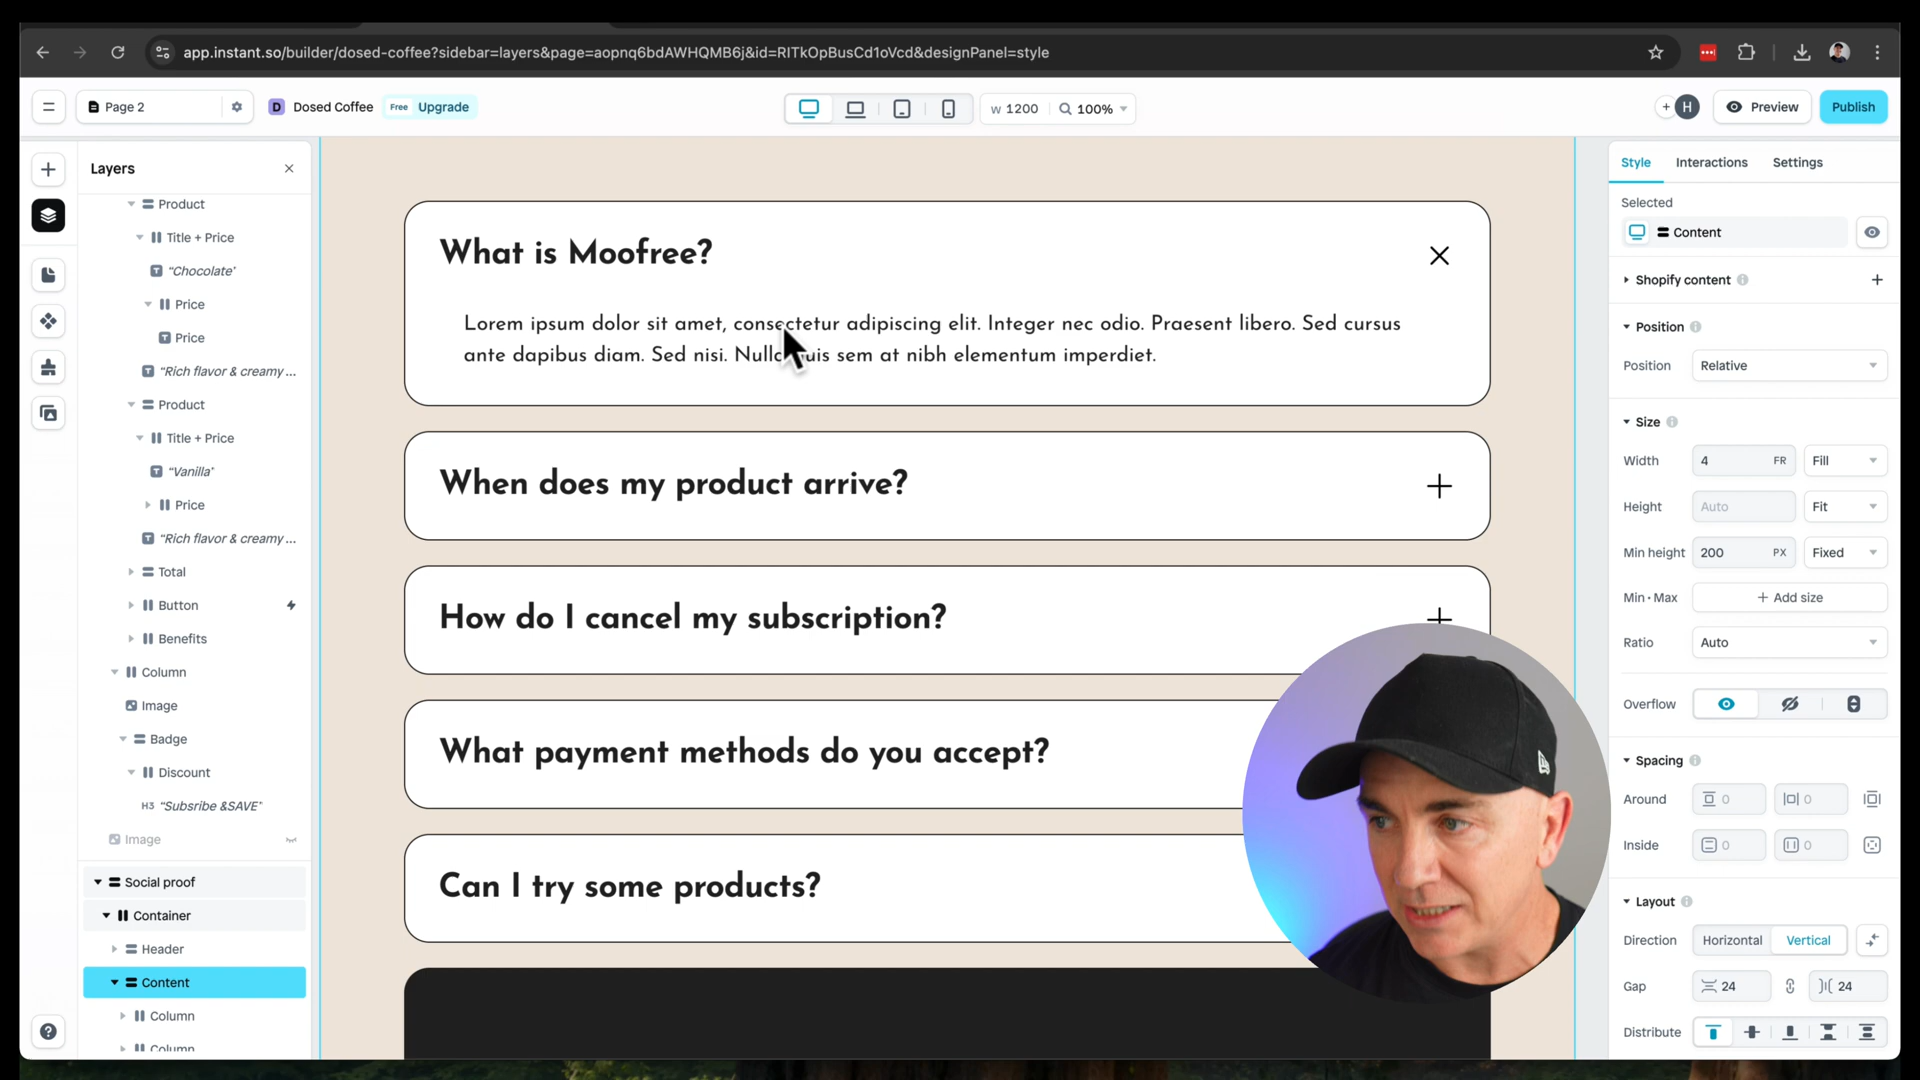 app.instant.so/builder/dosed-coffee?sidebar=layers&page=aopnq6bdAWHQMB6j&id=RITkOpBusCd1oVcd&designPanel=style
Page 2
D Dosed Coffee
Free Upgrade
W 1200
100%
+ H
Preview
Publish
Layers
Product
Title + Price
"Chocolate"
Price
Price
"Rich flavor & creamy ...
Product
Title + Price
"Vanilla"
Price
"Rich flavor & creamy ...
Total
Button
Benefits
Column
Image
Badge
Discount
H3 "Subsribe &SAVE"
Image
Social proof
Container
Header
Content
Column
Column
What is Moofree?
Lorem ipsum dolor sit amet, consectetur adipiscing elit. Integer nec odio. Praesent libero. Sed cursus
ante dapibus diam. Sed nisi. Nulla quis sem at nibh elementum imperdiet.
When does my product arrive?
How do I cancel my subscription?
What payment methods do you accept?
Can I try some products?
Style Interactions Settings
Selected
Content
Shopify content
Position
Position Relative
Size
Width 4 FR Fill
Height Auto Fit
Min height 200 PX Fixed
Min • Max + Add size
Ratio Auto
Overflow
Spacing
Around 0 0
Inside 0 0
Layout
Direction Horizontal Vertical
Gap 24 24
Distribute